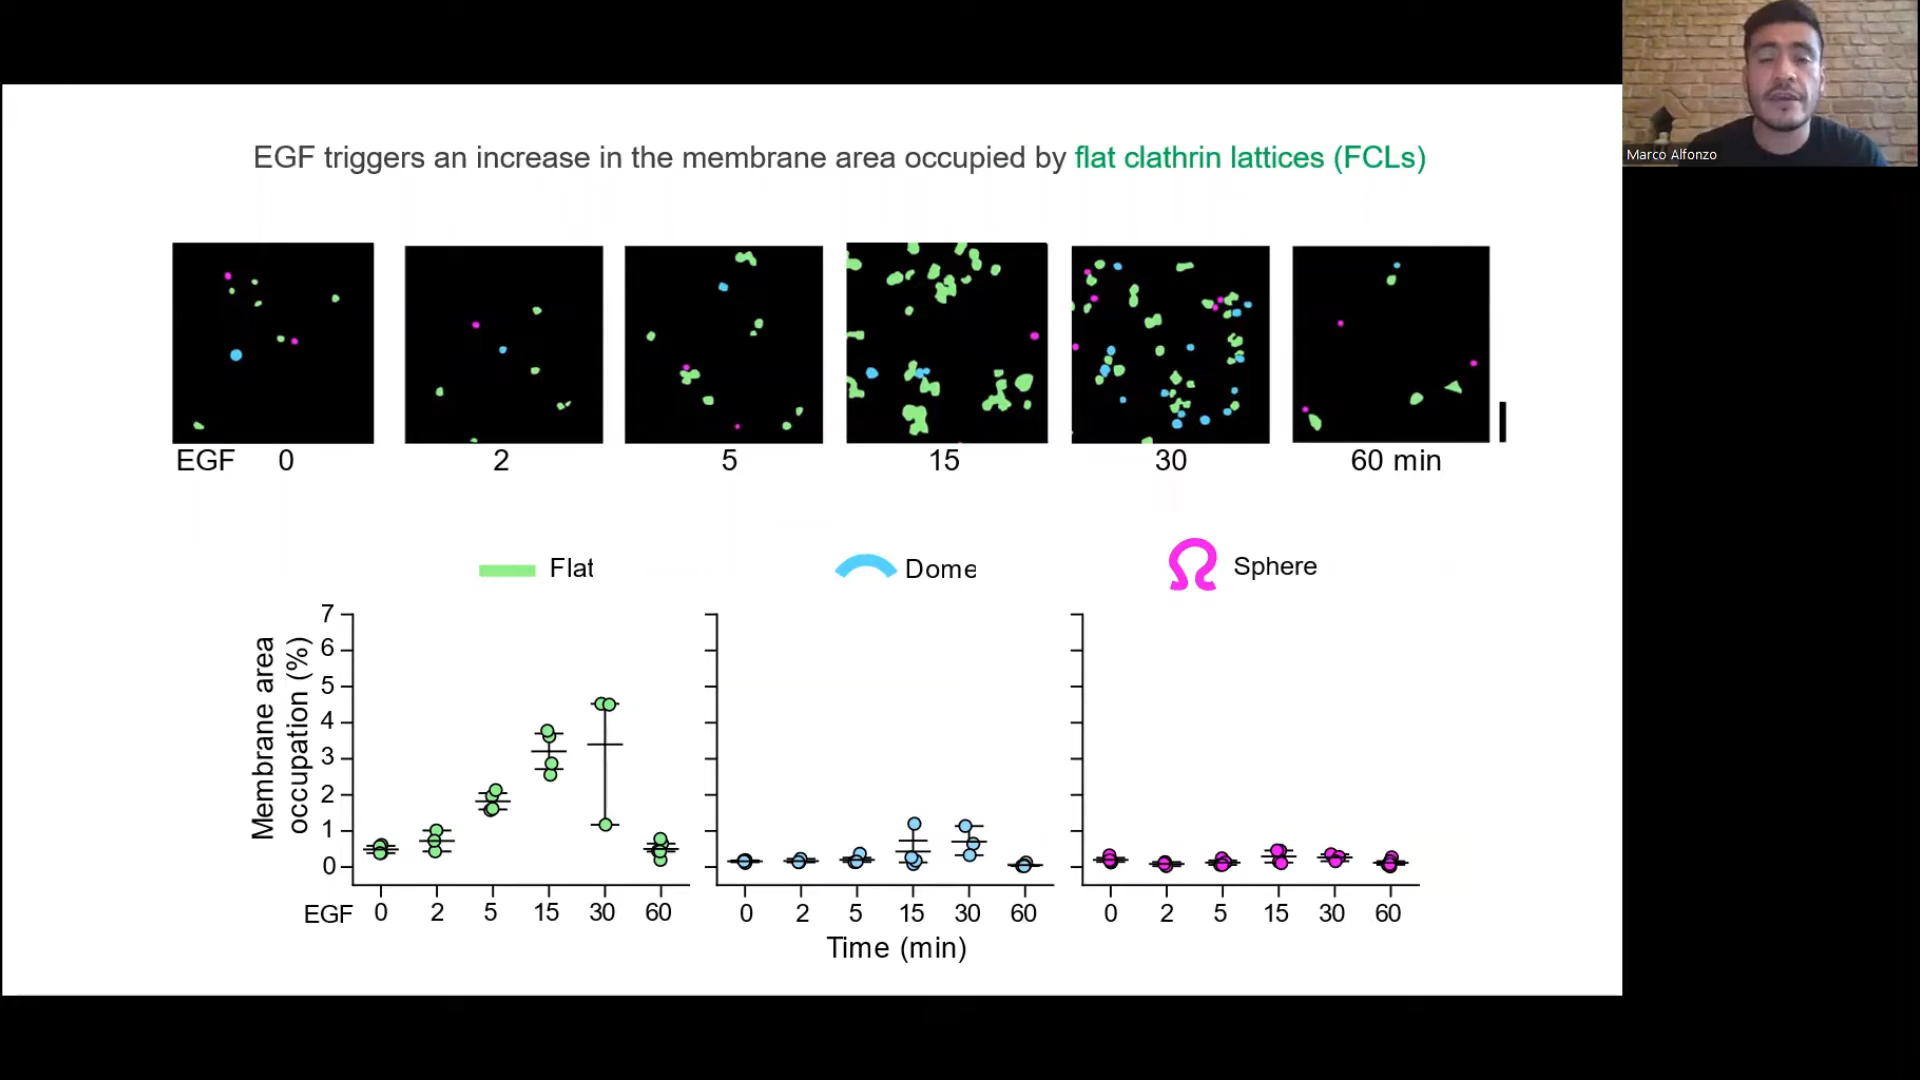 Marco Alfonzo
EGF triggers an increase in the membrane area occupied by flat clathrin lattices (FCLs)
EGF 0 2 5 15 30 60 min
Flat Dome Sphere
Membrane area
occupation (%)
7
6
5
4
3
2
1
0
EGF 0 2 5 15 30 60
0 2 5 15 30 60
0 2 5 15 30 60
Time (min)